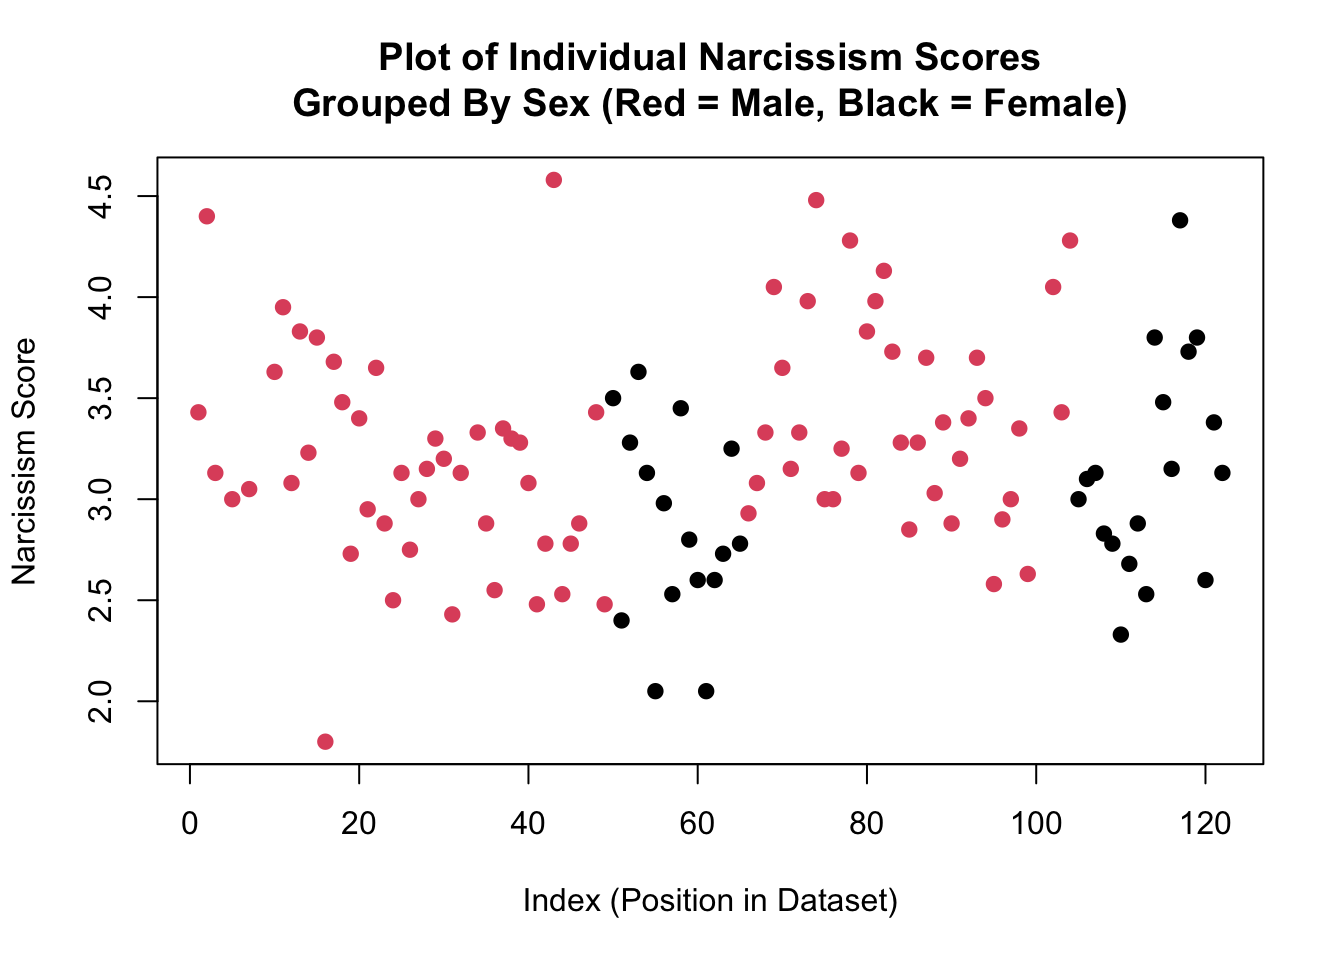 Plot of Individual Narcissism Scores
Grouped By Sex (Red = Male, Black = Female)
Narcissism Score
4.5
4.0
3.5
3.0
2.5
2.0
0 20 40 60 80 100 120
Index (Position in Dataset)